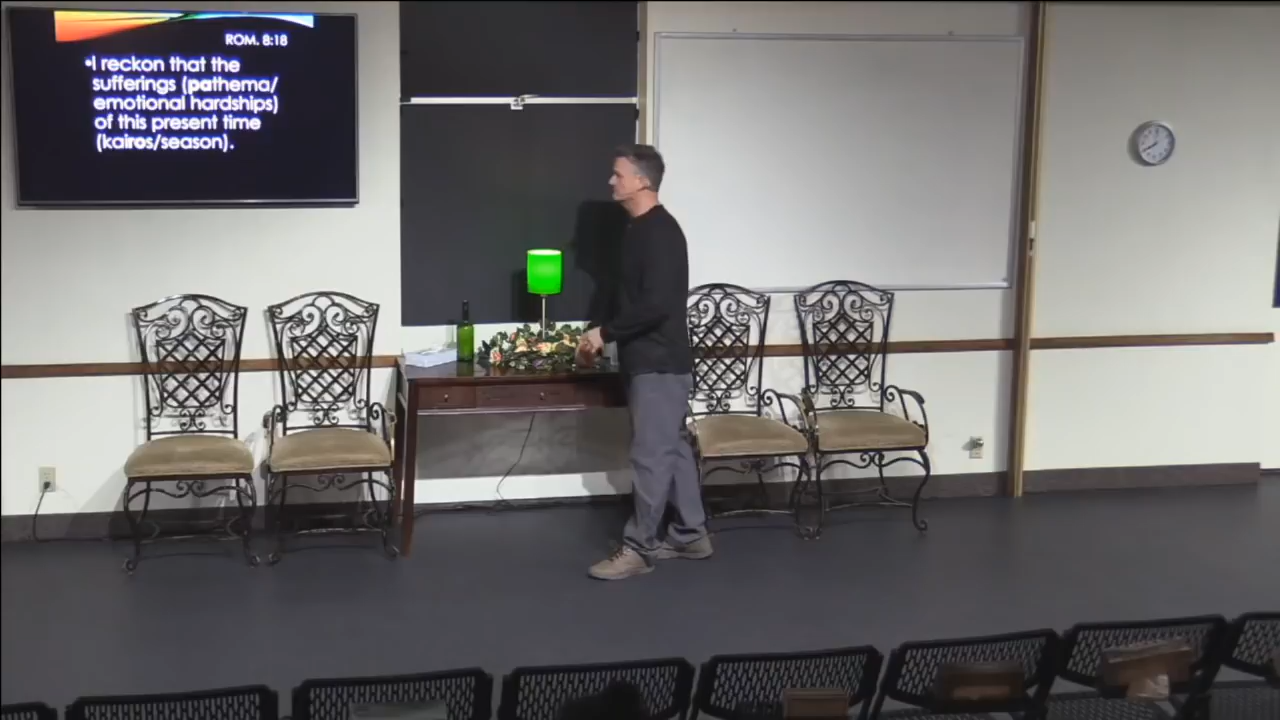 ROM. 8:18
•I reckon that the
sufferings (pathema/
emotional hardships)
of this present time
(kairos/season).